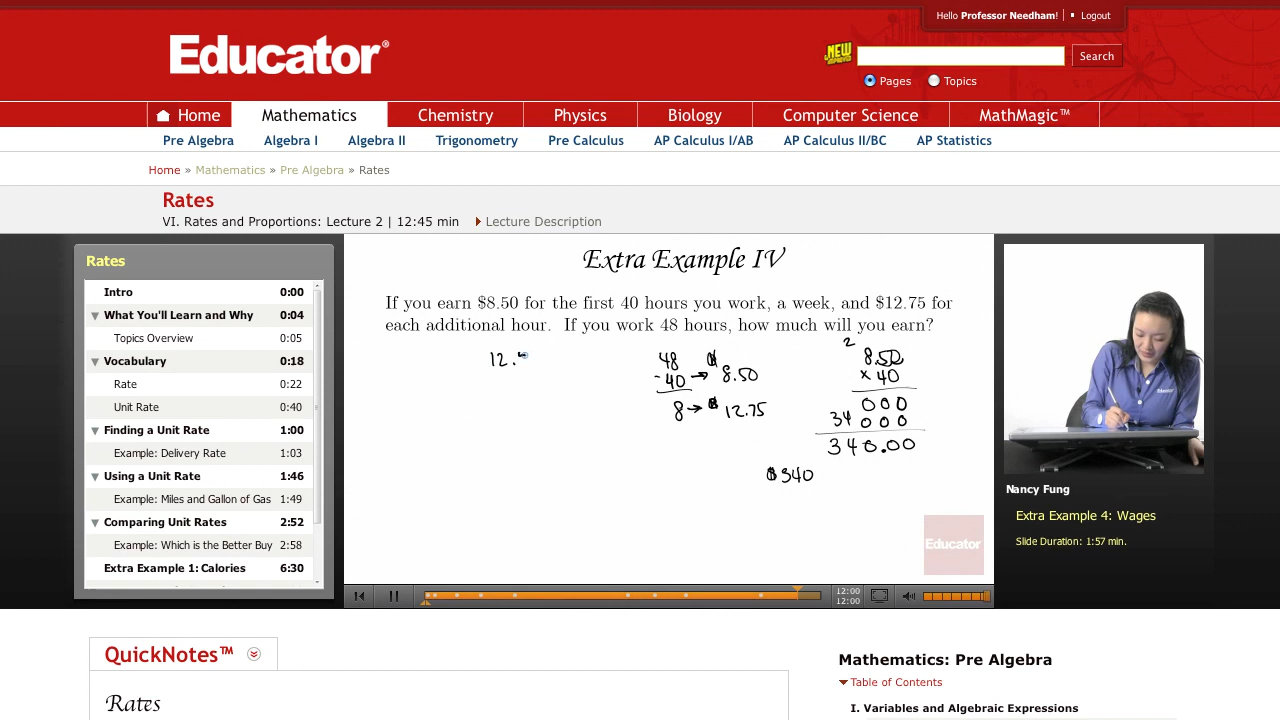 Hello Professor Needham! Logout
Educator®
NEW
Search
Pages Topics
Home Mathematics Chemistry Physics Biology Computer Science MathMagic™
Pre Algebra Algebra I Algebra II Trigonometry Pre Calculus AP Calculus I/AB AP Calculus II/BC AP Statistics
Home » Mathematics » Pre Algebra » Rates
Rates
VI. Rates and Proportions: Lecture 2 | 12:45 min Lecture Description
Rates
Intro 0:00
What You'll Learn and Why 0:04
Topics Overview 0:05
Vocabulary 0:18
Rate 0:22
Unit Rate 0:40
Finding a Unit Rate 1:00
Example: Delivery Rate 1:03
Using a Unit Rate 1:46
Example: Miles and Gallon of Gas 1:49
Comparing Unit Rates 2:52
Example: Which is the Better Buy 2:58
Extra Example 1: Calories 6:30
Extra Example IV
If you earn $8.50 for the first 40 hours you work, a week, and $12.75 for
each additional hour. If you work 48 hours, how much will you earn?
12.
48 $
- 40 → 8.50
8 → $ 12.75
2
8.50
× 40
000
34 000
340.00
$340
Educator
12:00
12:00
Nancy Fung
Extra Example 4: Wages
Slide Duration: 1:57 min.
QuickNotes™
Rates
Mathematics: Pre Algebra
Table of Contents
I. Variables and Algebraic Expressions